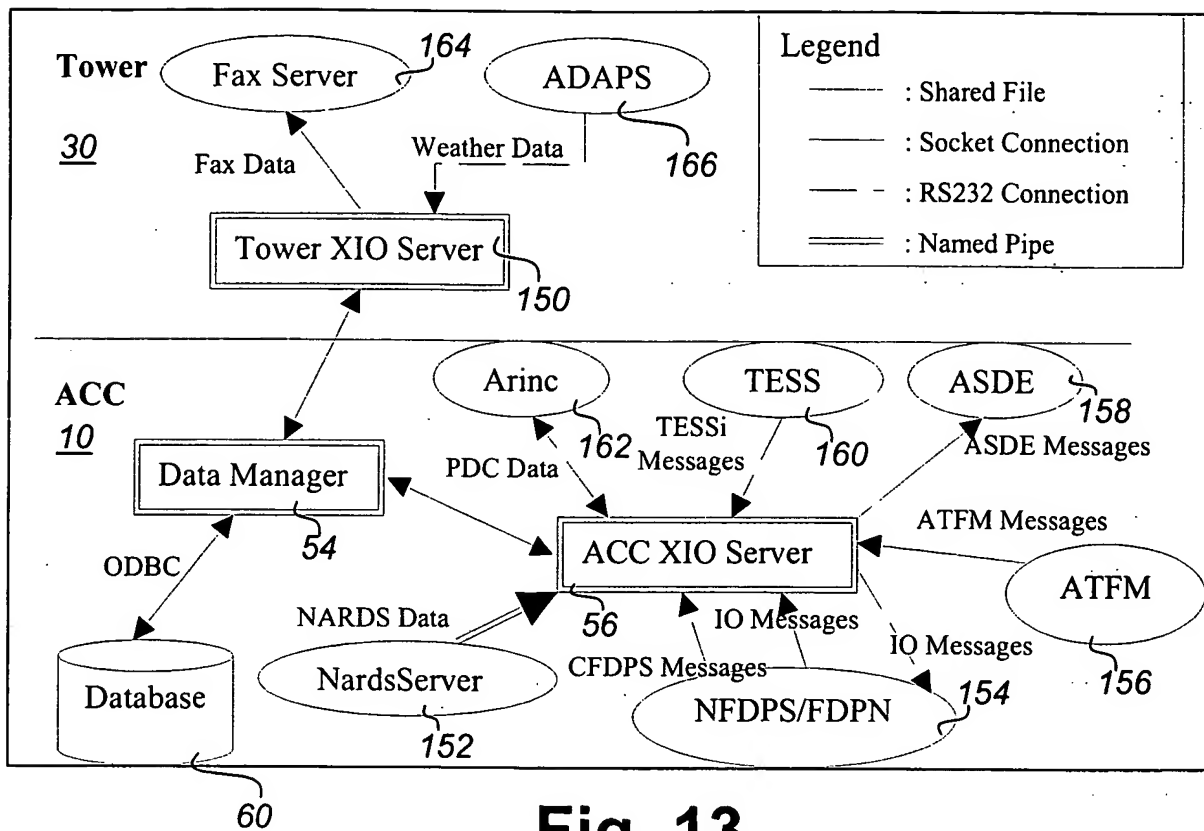 Tower
30
Fax Server
164
ADAPS
166
Fax Data
Weather Data
Tower XIO Server
150
Legend
: Shared File
: Socket Connection
: RS232 Connection
: Named Pipe
ACC
10
Arinc
162
TESS
160
ASDE
158
PDC Data
TESSi
Messages
ASDE Messages
Data Manager
54
ACC XIO Server
56
ATFM Messages
ATFM
156
ODBC
NARDS Data
IO Messages
IO Messages
CFDPS Messages
Database
60
NardsServer
152
NFDPS/FDPN
154
Fig. 13